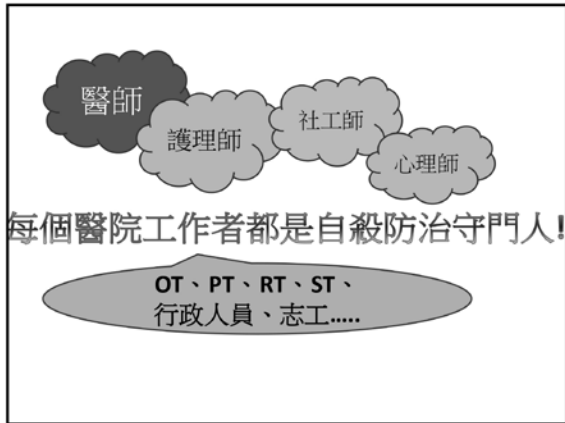 醫師
護理師
社工師
心理師
每個醫院工作者都是自殺防治守門人!
OT、PT、RT、ST、
行政人員、志工.....